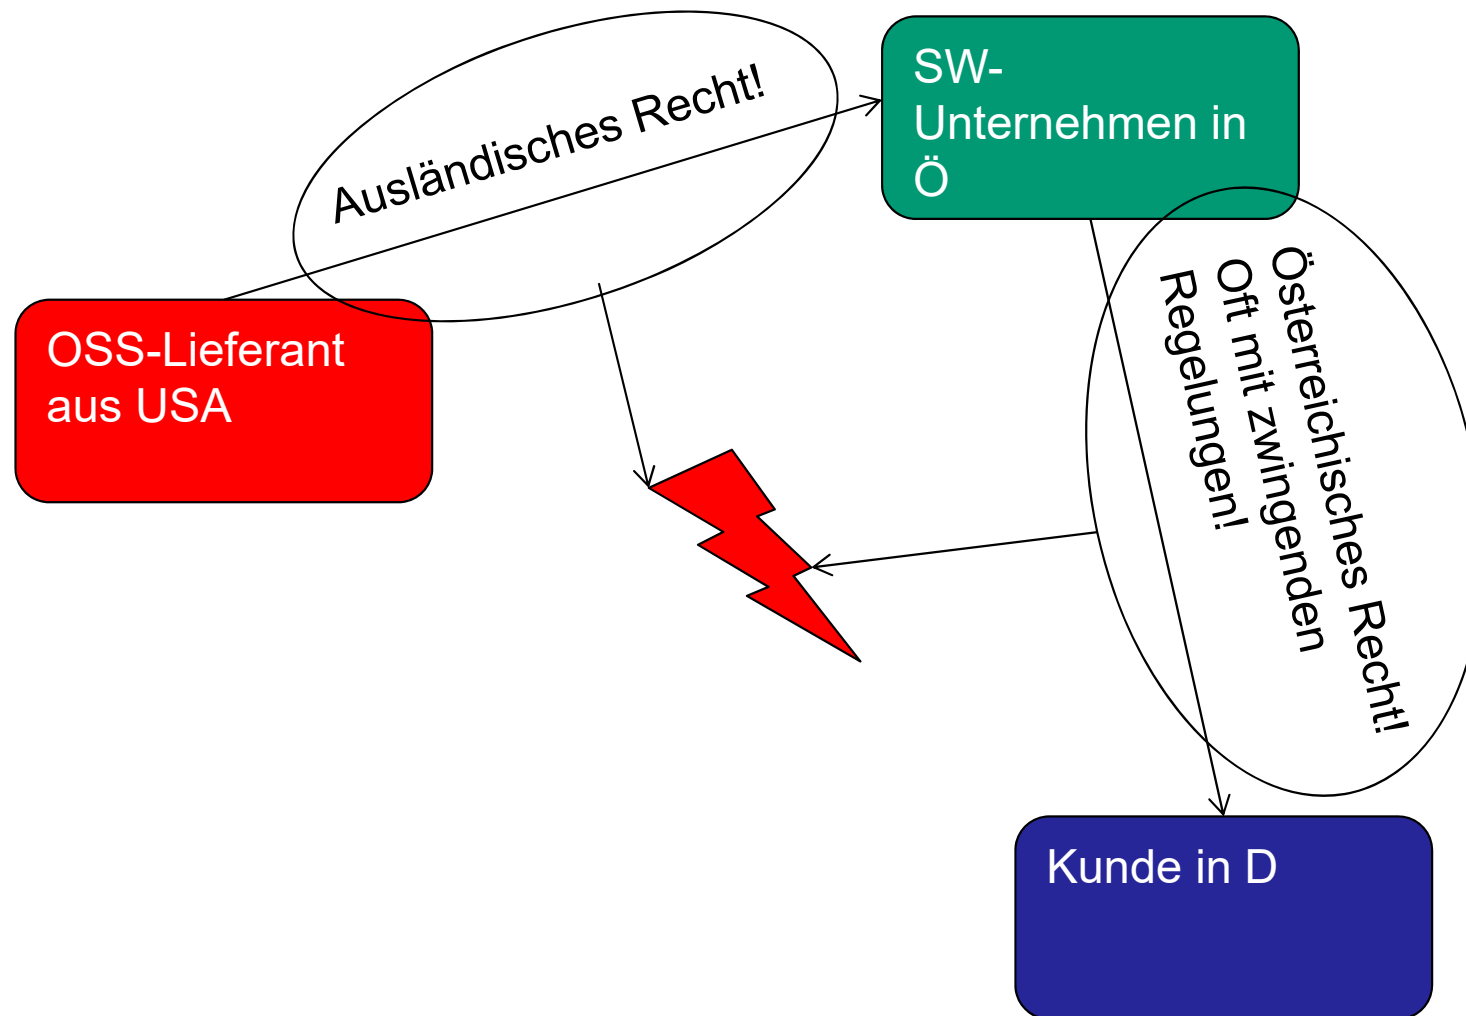 Ausländisches Recht!
SW-
Unternehmen in
Ö
OSS-Lieferant
aus USA
Österreichisches Recht!
Oft mit zwingenden
Regelungen!
Kunde in D